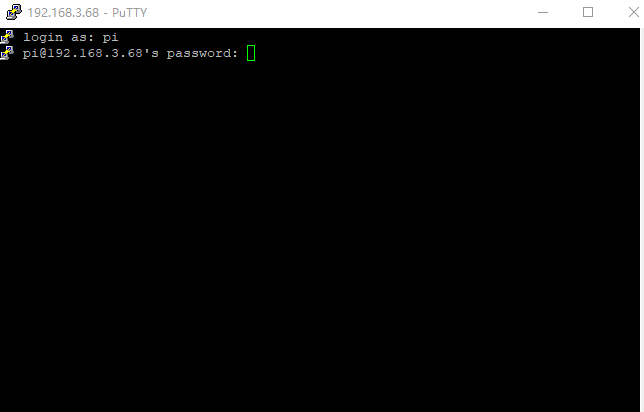 192.168.3.68 - PuTTY
login as: pi
pi@192.168.3.68's password: